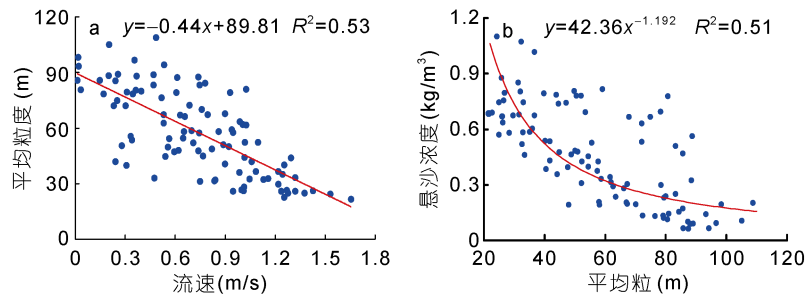 a
y=−0.44x+89.81 R²=0.53
平均粒度 (m)
120
90
60
30
0
0 0.3 0.6 0.9 1.2 1.5 1.8
流速(m/s)
b
y=42.36x⁻¹·¹⁹² R²=0.51
悬沙浓度 (kg/m³)
1.2
0.9
0.6
0.3
0
20 40 60 80 100 120
平均粒 (m)